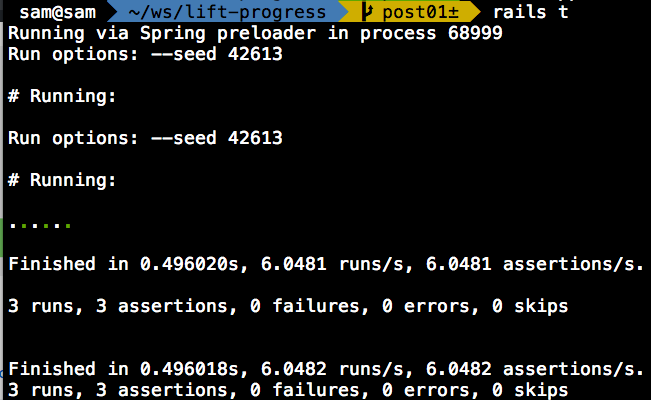 sam@sam ~/ws/lift-progress post01± rails t
Running via Spring preloader in process 68999
Run options: --seed 42613
# Running:
Run options: --seed 42613
# Running:
......
Finished in 0.496020s, 6.0481 runs/s, 6.0481 assertions/s.
3 runs, 3 assertions, 0 failures, 0 errors, 0 skips
Finished in 0.496018s, 6.0482 runs/s, 6.0482 assertions/s.
3 runs, 3 assertions, 0 failures, 0 errors, 0 skips